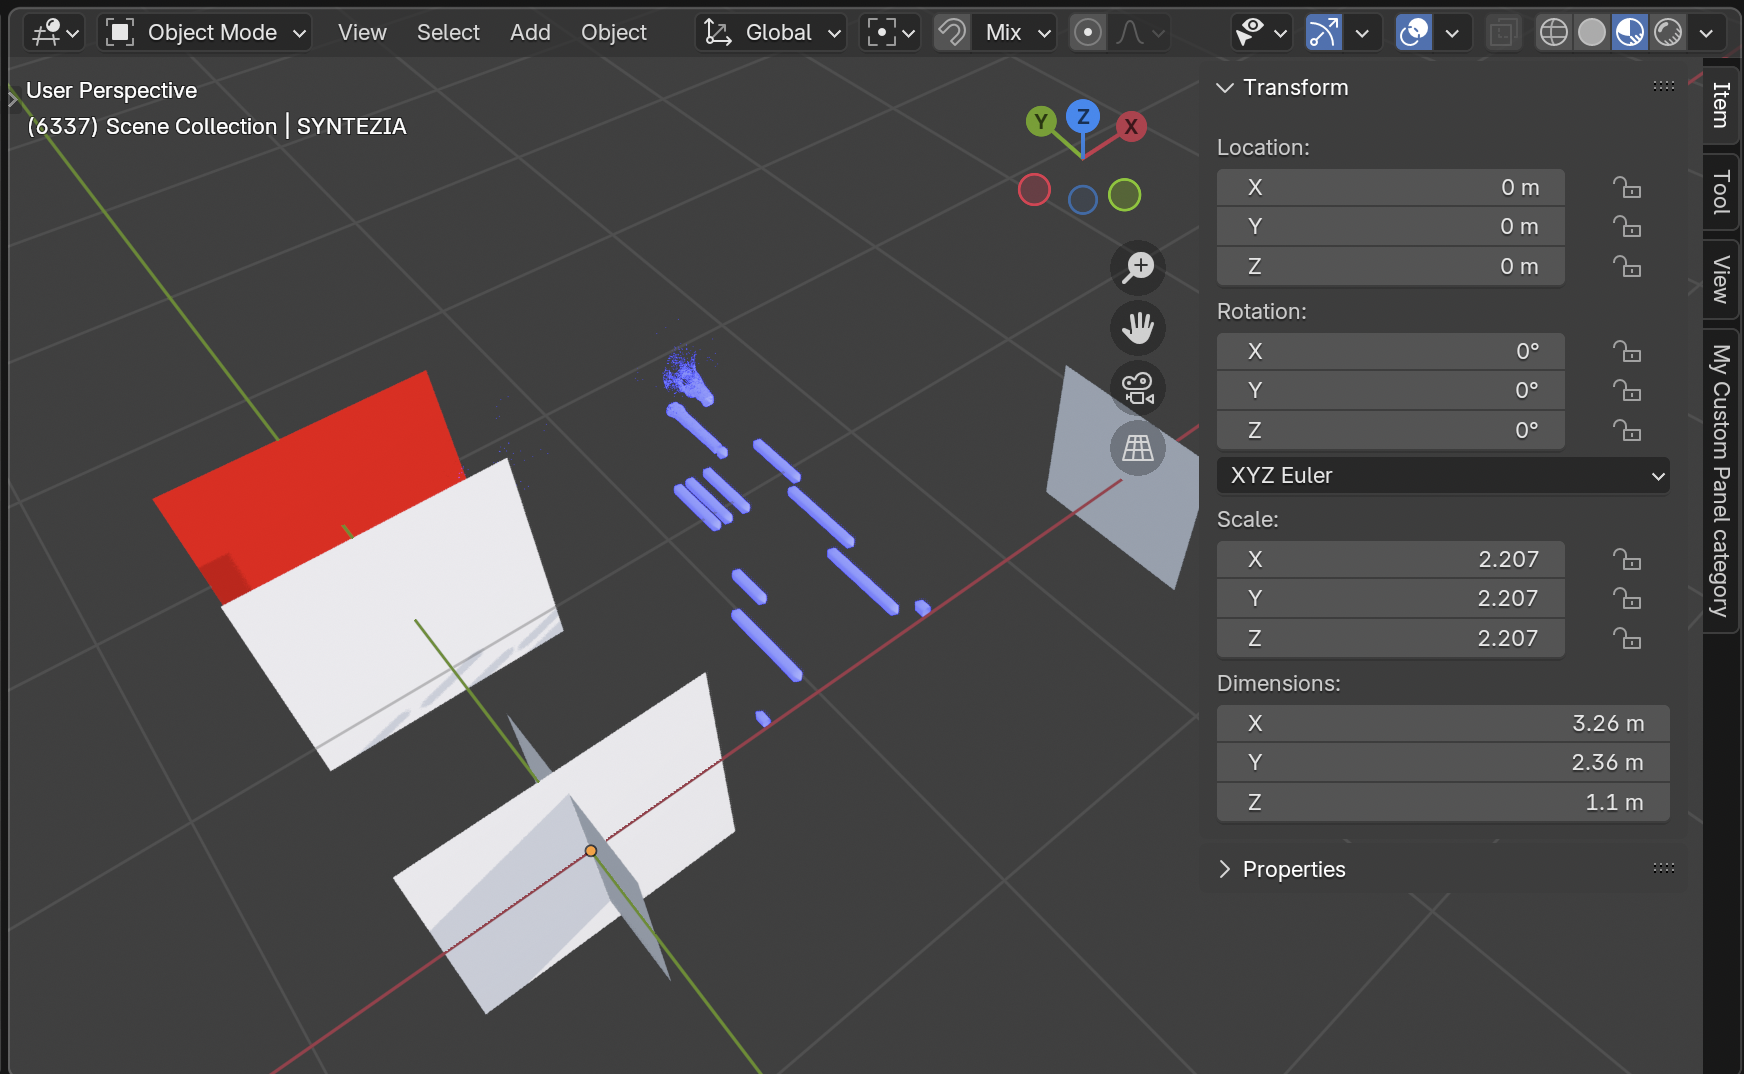 Object Mode View Select Add Object Global Mix
User Perspective
(6337) Scene Collection | SYNTEZIA
Y Z X
Transform
Location:
X 0 m
Y 0 m
Z 0 m
Rotation:
X 0°
Y 0°
Z 0°
XYZ Euler
Scale:
X 2.207
Y 2.207
Z 2.207
Dimensions:
X 3.26 m
Y 2.36 m
Z 1.1 m
Properties
Item
Tool
View
My Custom Panel category